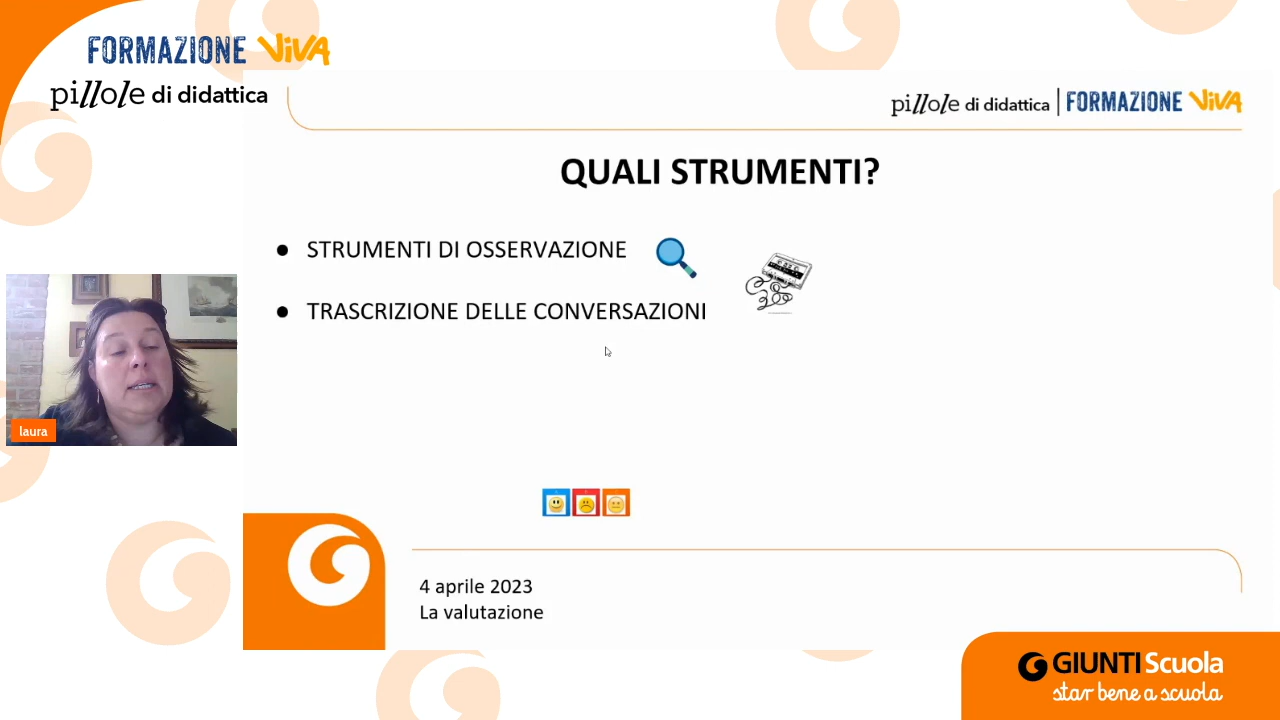 FORMAZIONE VIVA
pillole di didattica
pillole di didattica | FORMAZIONE VIVA
QUALI STRUMENTI?
● STRUMENTI DI OSSERVAZIONE
● TRASCRIZIONE DELLE CONVERSAZIONI
laura
4 aprile 2023
La valutazione
GIUNTI Scuola
star bene a scuola